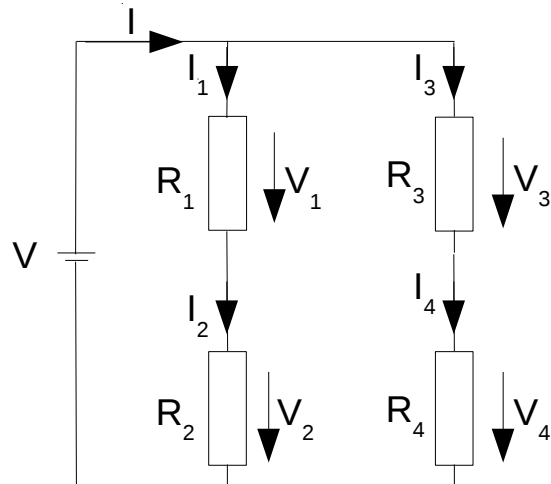 I
I₁ I₃
R₁ V₁ R₃ V₃
V
I₂ I₄
R₂ V₂ R₄ V₄